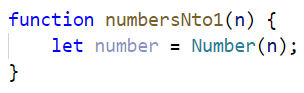 function numbersNto1(n) {
    let number = Number(n);
}